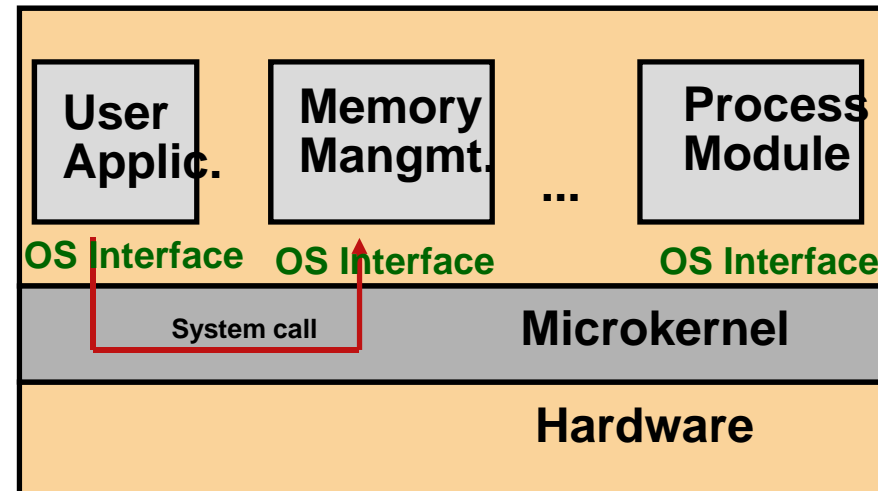 User
Applic.
Memory
Mangmt.
...
Process
Module
OS Interface
OS Interface
OS Interface
System call
Microkernel
Hardware